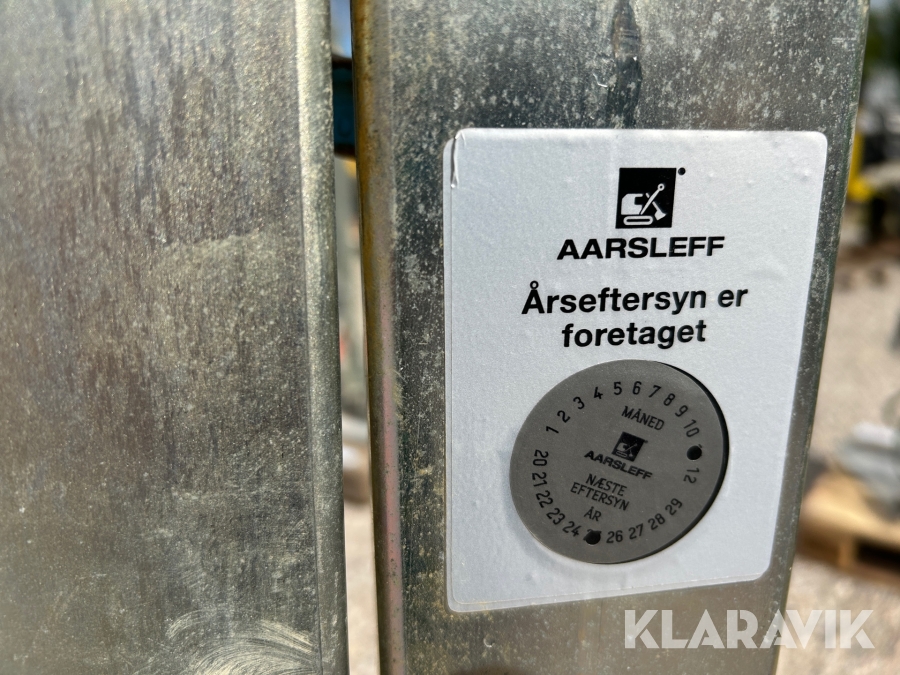 AARSLEFF
Årseftersyn er
foretaget
1 2 3 4 5 6 7 8 9 10 12
MÅNED
AARSLEFF
NÆSTE
EFTERSYN
ÅR
20 21 22 23 24 26 27 28 29
KLARAVIK